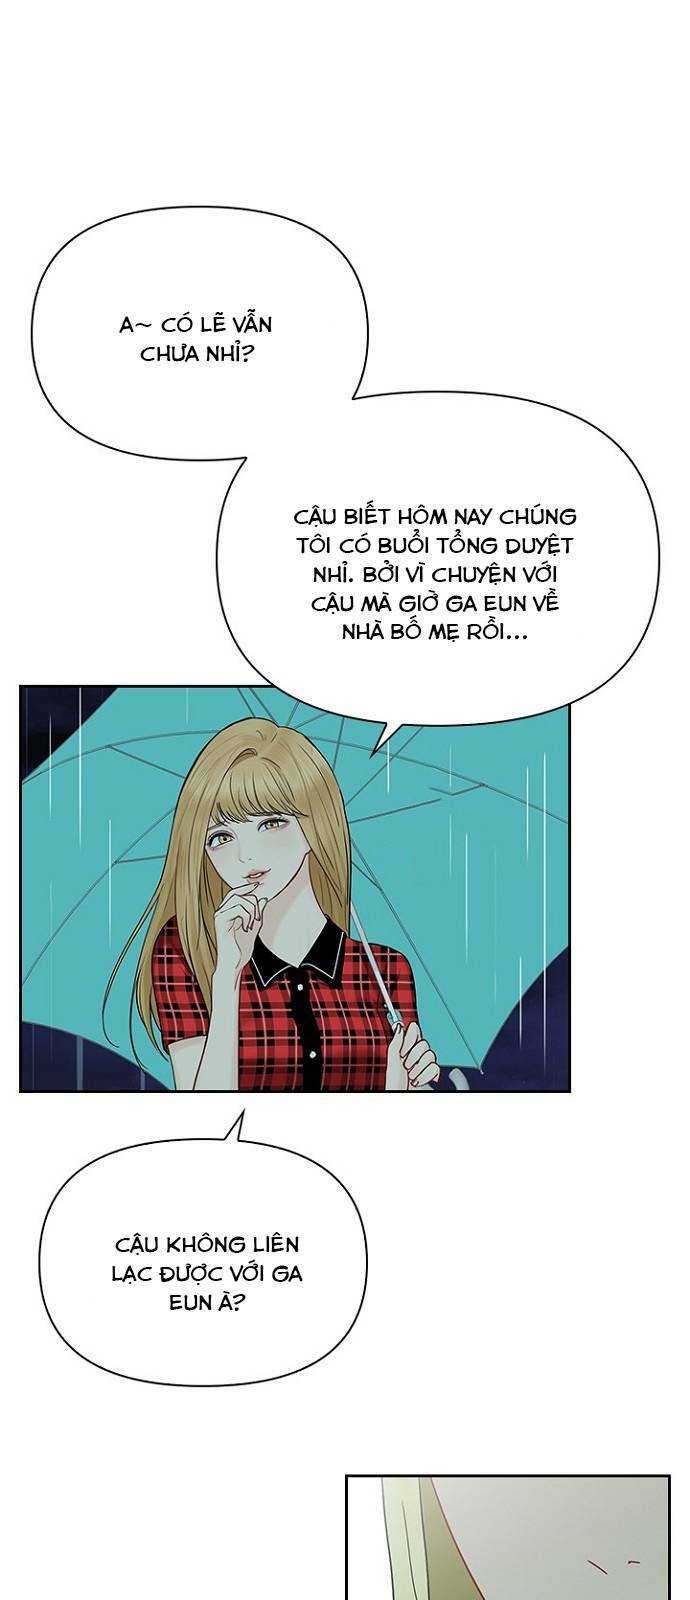 A~ CÓ LẼ VẪN
CHƯA NHỈ?
CẬU BIẾT HÔM NAY CHÚNG
TÔI CÓ BUỔI TỔNG DUYỆT
NHỈ. BỞI VÌ CHUYỆN VỚI
CẬU MÀ GIỜ GA EUN VỀ
NHÀ BỐ MẸ RỒI...
CẬU KHÔNG LIÊN
LẠC ĐƯỢC VỚI GA
EUN À?